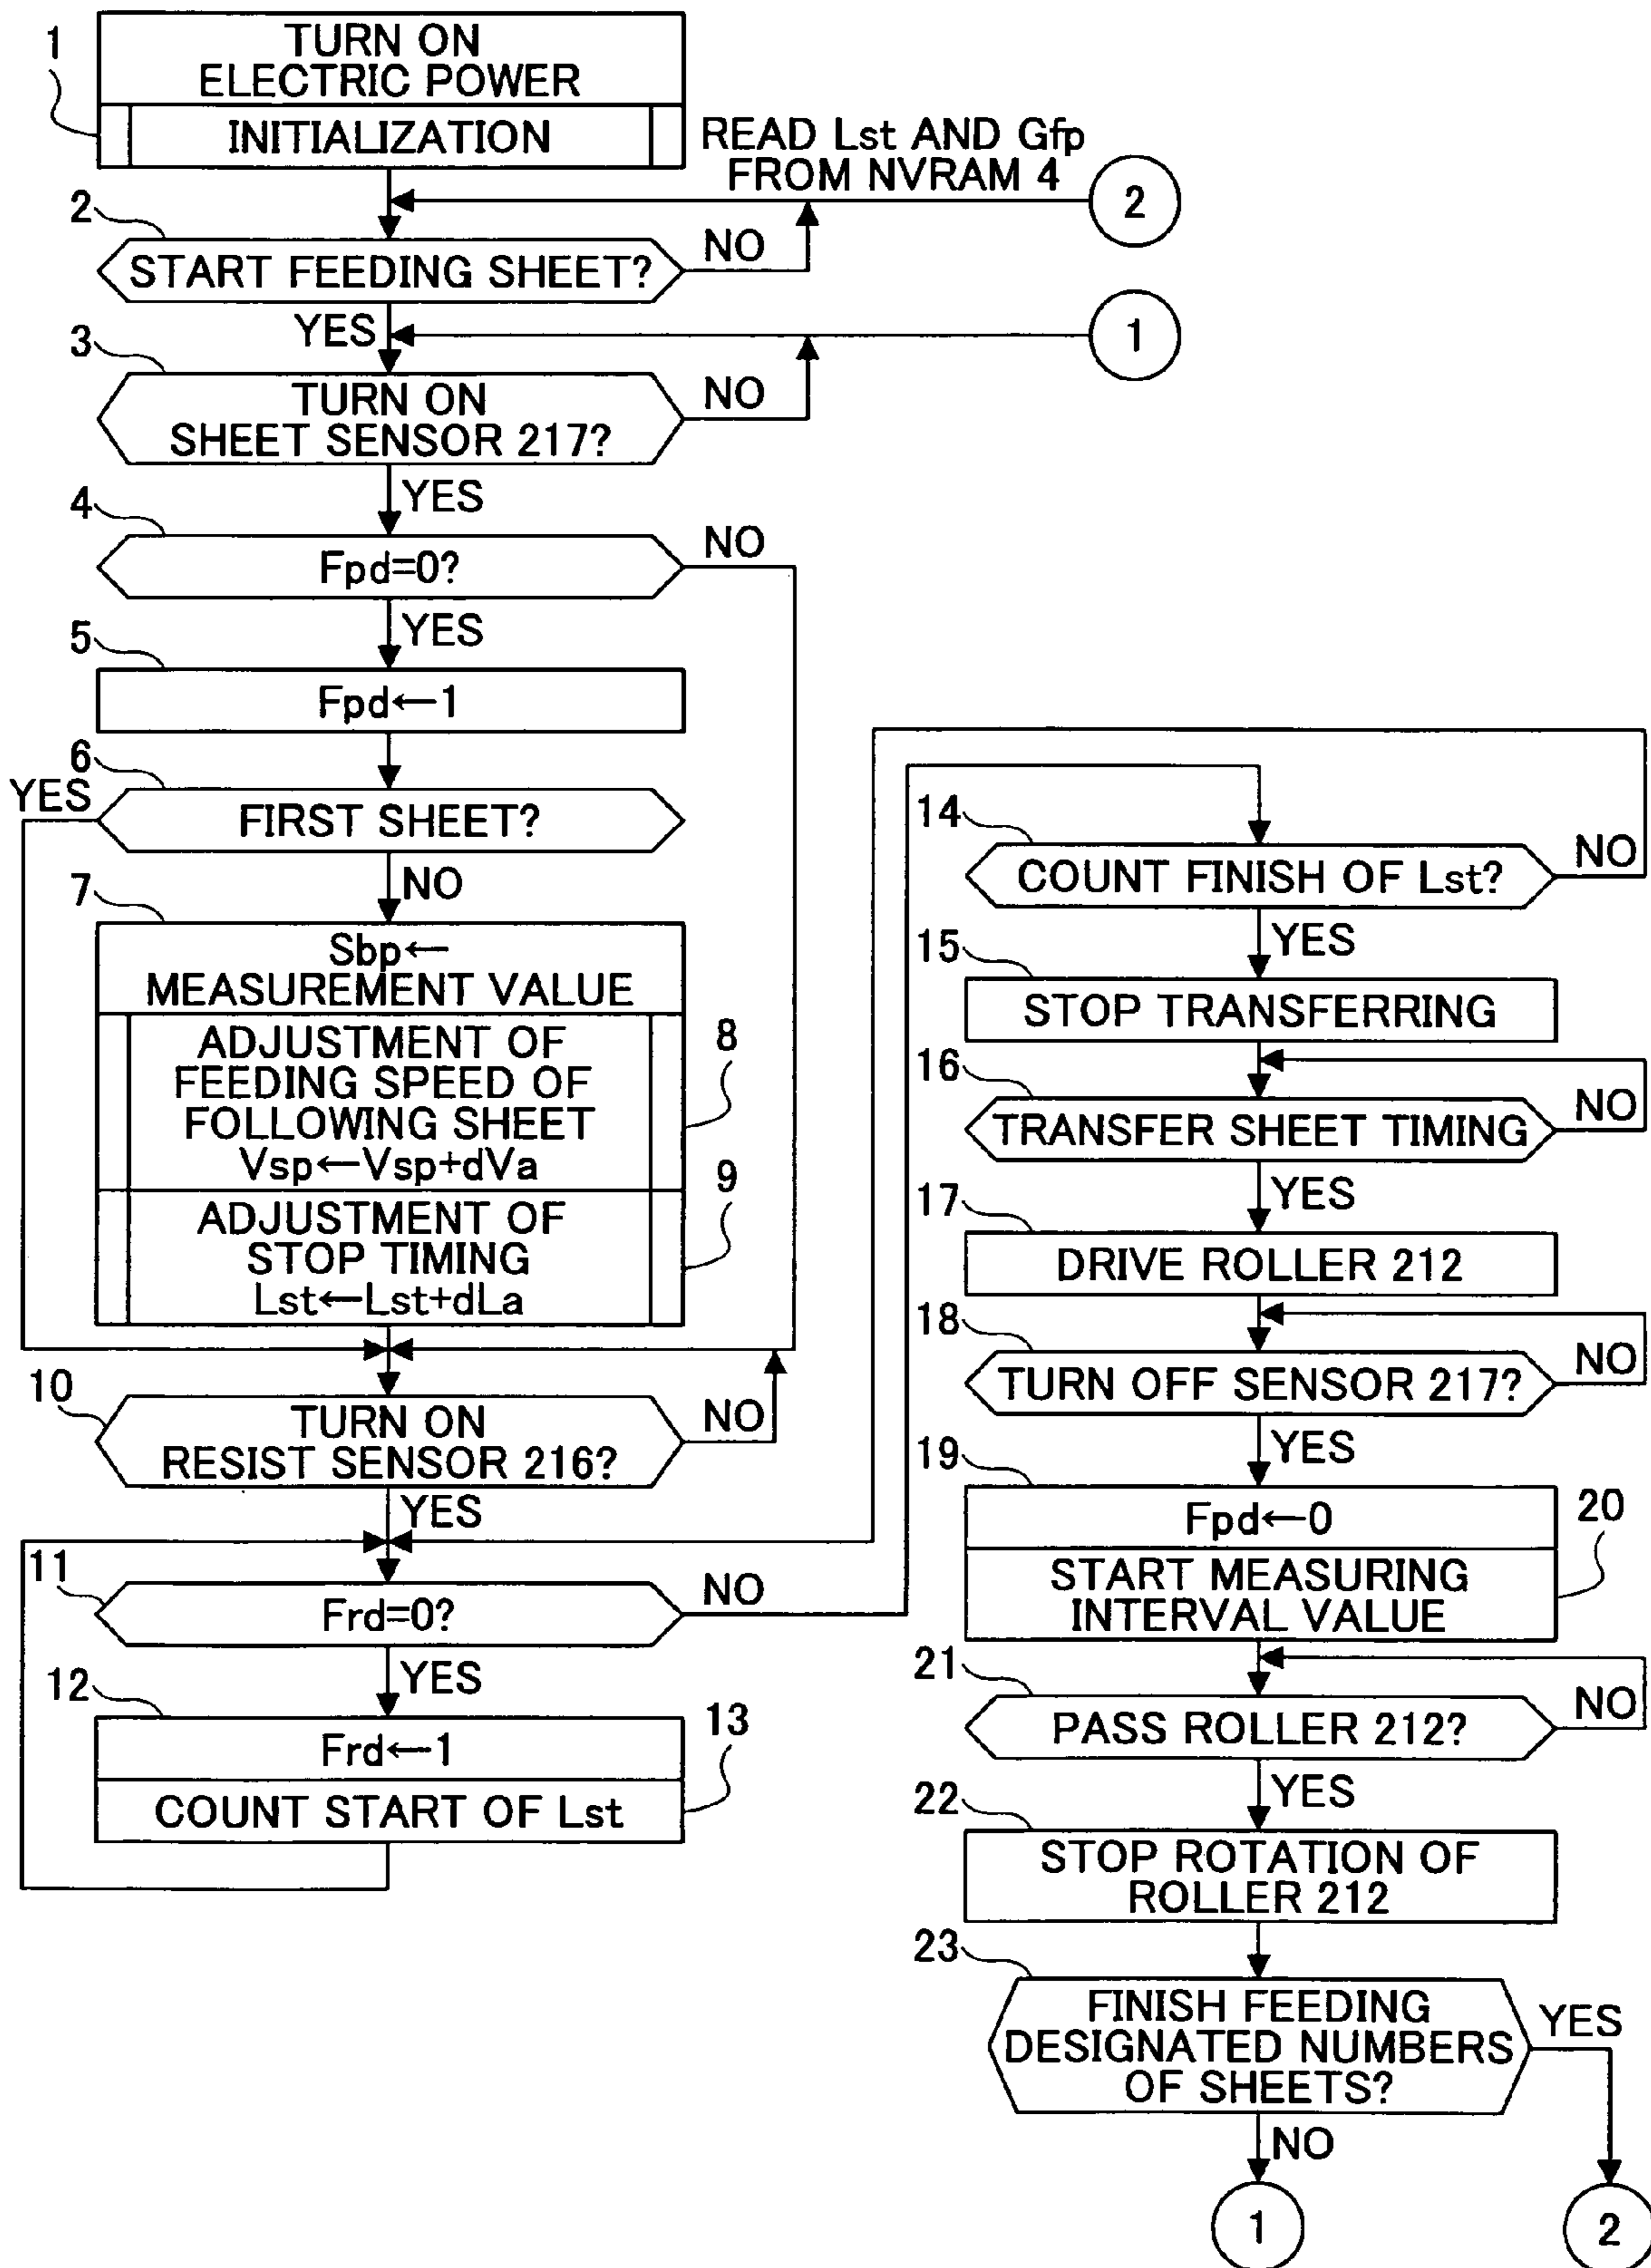 1
TURN ON
ELECTRIC POWER
INITIALIZATION
READ Lst AND Gfp
FROM NVRAM 4
2
2
START FEEDING SHEET?
NO
YES
1
3
TURN ON
SHEET SENSOR 217?
NO
YES
4
Fpd=0?
NO
YES
5
Fpd←1
6
YES
FIRST SHEET?
NO
7
Sbp←
MEASUREMENT VALUE
8
ADJUSTMENT OF
FEEDING SPEED OF
FOLLOWING SHEET
Vsp←Vsp+dVa
9
ADJUSTMENT OF
STOP TIMING
Lst←Lst+dLa
10
TURN ON
RESIST SENSOR 216?
NO
YES
11
Frd=0?
NO
YES
12
Frd←1
13
COUNT START OF Lst
14
COUNT FINISH OF Lst?
NO
YES
15
STOP TRANSFERRING
16
TRANSFER SHEET TIMING
NO
YES
17
DRIVE ROLLER 212
18
TURN OFF SENSOR 217?
NO
YES
19
Fpd←0
20
START MEASURING
INTERVAL VALUE
21
PASS ROLLER 212?
NO
YES
22
STOP ROTATION OF
ROLLER 212
23
FINISH FEEDING
DESIGNATED NUMBERS
OF SHEETS?
YES
NO
1
2